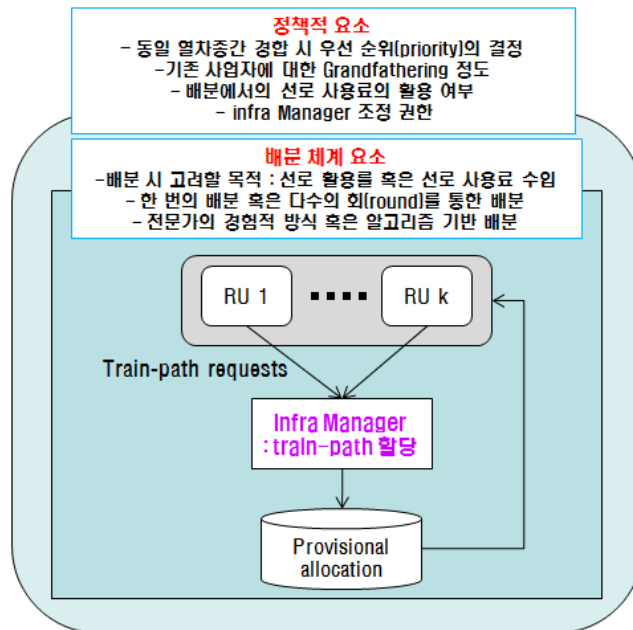 정책적 요소
- 동일 열차종간 경합 시 우선 순위(priority)의 결정
-기존 사업자에 대한 Grandfathering 정도
- 배분에서의 선로 사용료의 활용 여부
- infra Manager 조정 권한
배분 체계 요소
-배분 시 고려할 목적 : 선로 활용률 혹은 선로 사용료 수입
- 한 번의 배분 혹은 다수의 회(round)를 통한 배분
- 전문가의 경험적 방식 혹은 알고리즘 기반 배분
RU 1 ···· RU k
Train-path requests
Infra Manager
: train-path 할당
Provisional
allocation